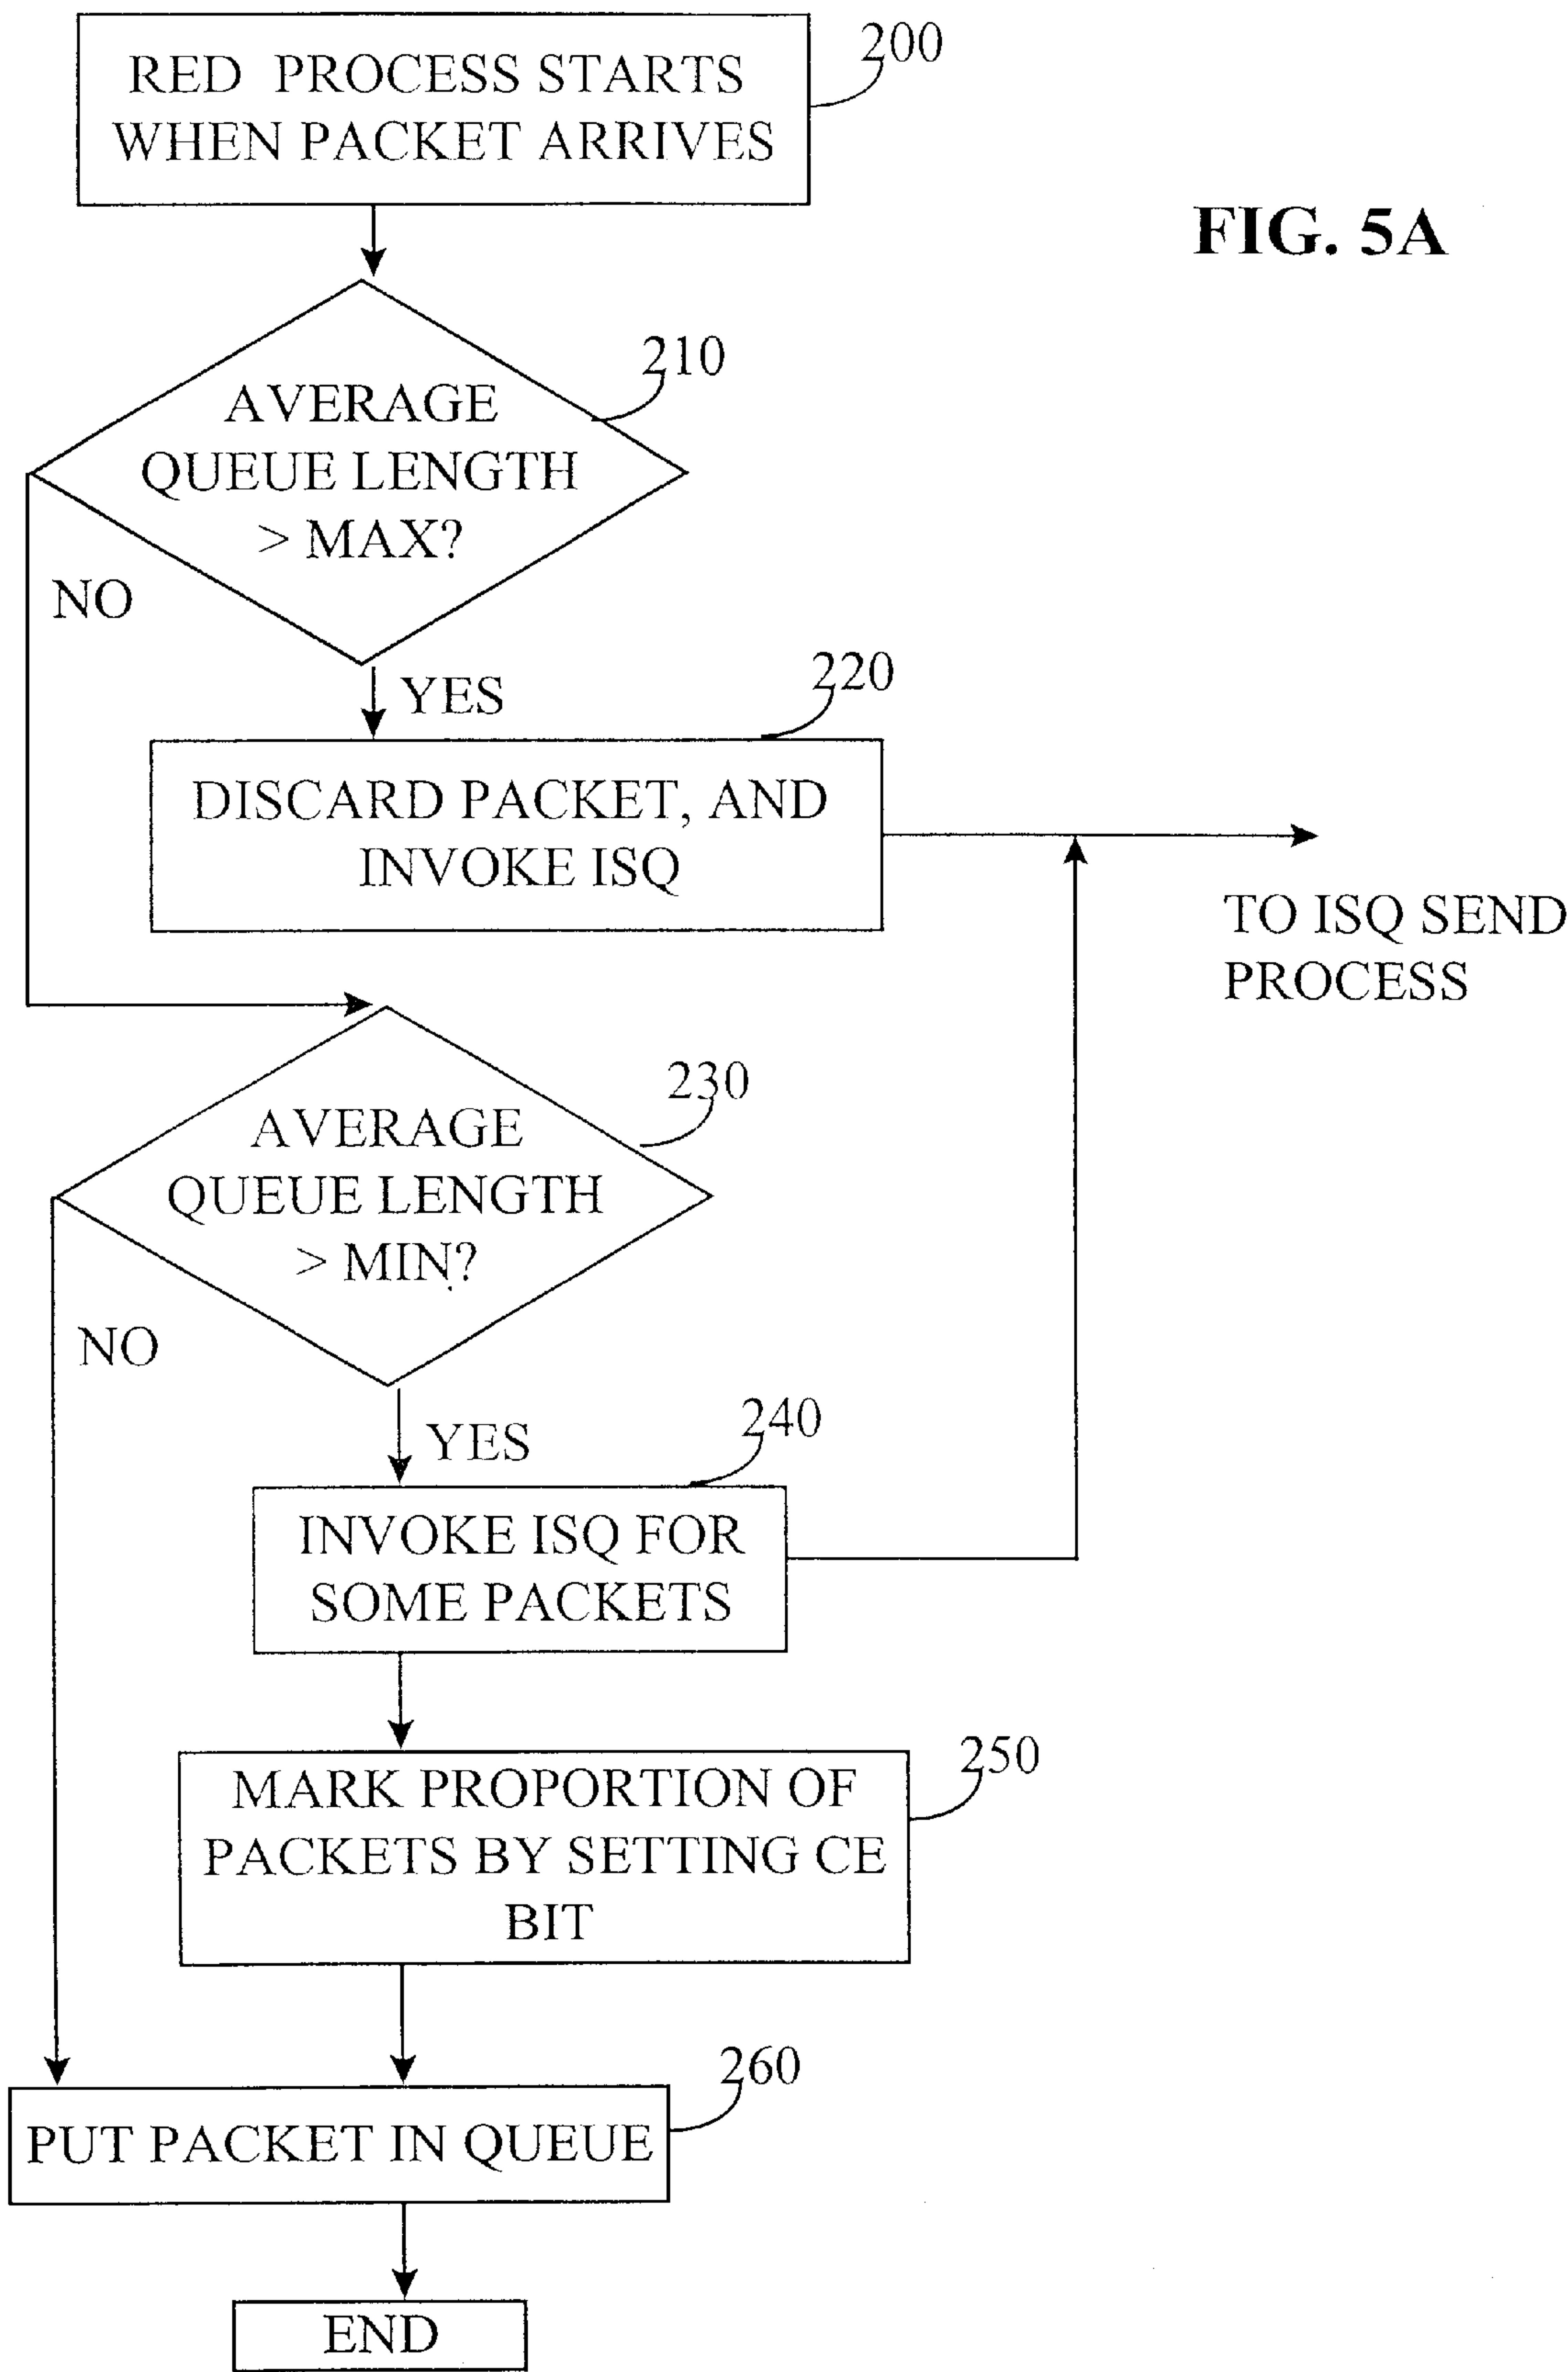 200
RED PROCESS STARTS
WHEN PACKET ARRIVES
FIG. 5A
210
AVERAGE
QUEUE LENGTH
> MAX?
NO
YES
220
DISCARD PACKET, AND
INVOKE ISQ
TO ISQ SEND
PROCESS
230
AVERAGE
QUEUE LENGTH
> MIN?
NO
YES
240
INVOKE ISQ FOR
SOME PACKETS
250
MARK PROPORTION OF
PACKETS BY SETTING CE
BIT
260
PUT PACKET IN QUEUE
END